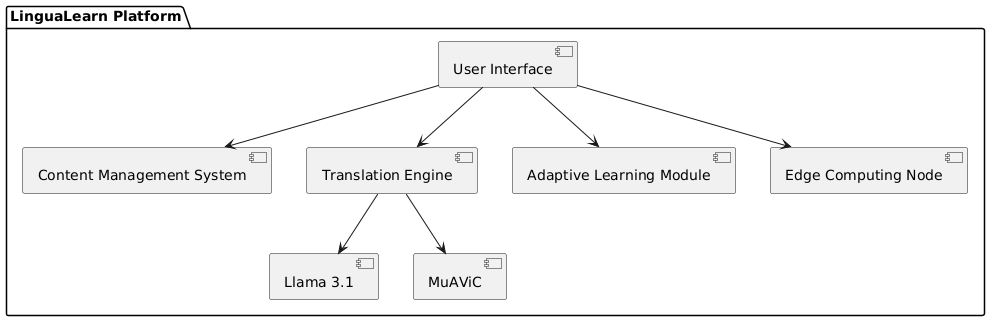 LinguaLearn Platform
User Interface
Content Management System
Translation Engine
Adaptive Learning Module
Edge Computing Node
Llama 3.1
MuAViC